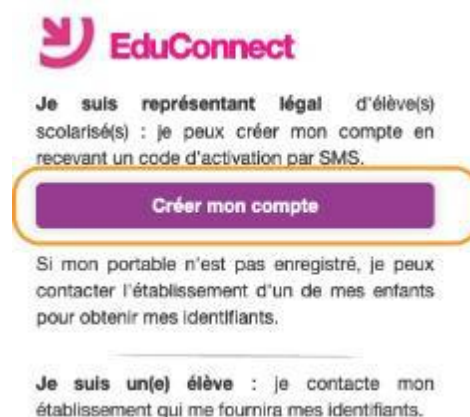 EduConnect
Je suis représentant légal d'élève(s)
scolarisé(s) : je peux créer mon compte en
recevant un code d'activation par SMS.
Créer mon compte
Si mon portable n'est pas enregistré, je peux
contacter l'établissement d'un de mes enfants
pour obtenir mes identifiants.
Je suis un(e) élève : je contacte mon
établissement qui me fournira mes identifiants.